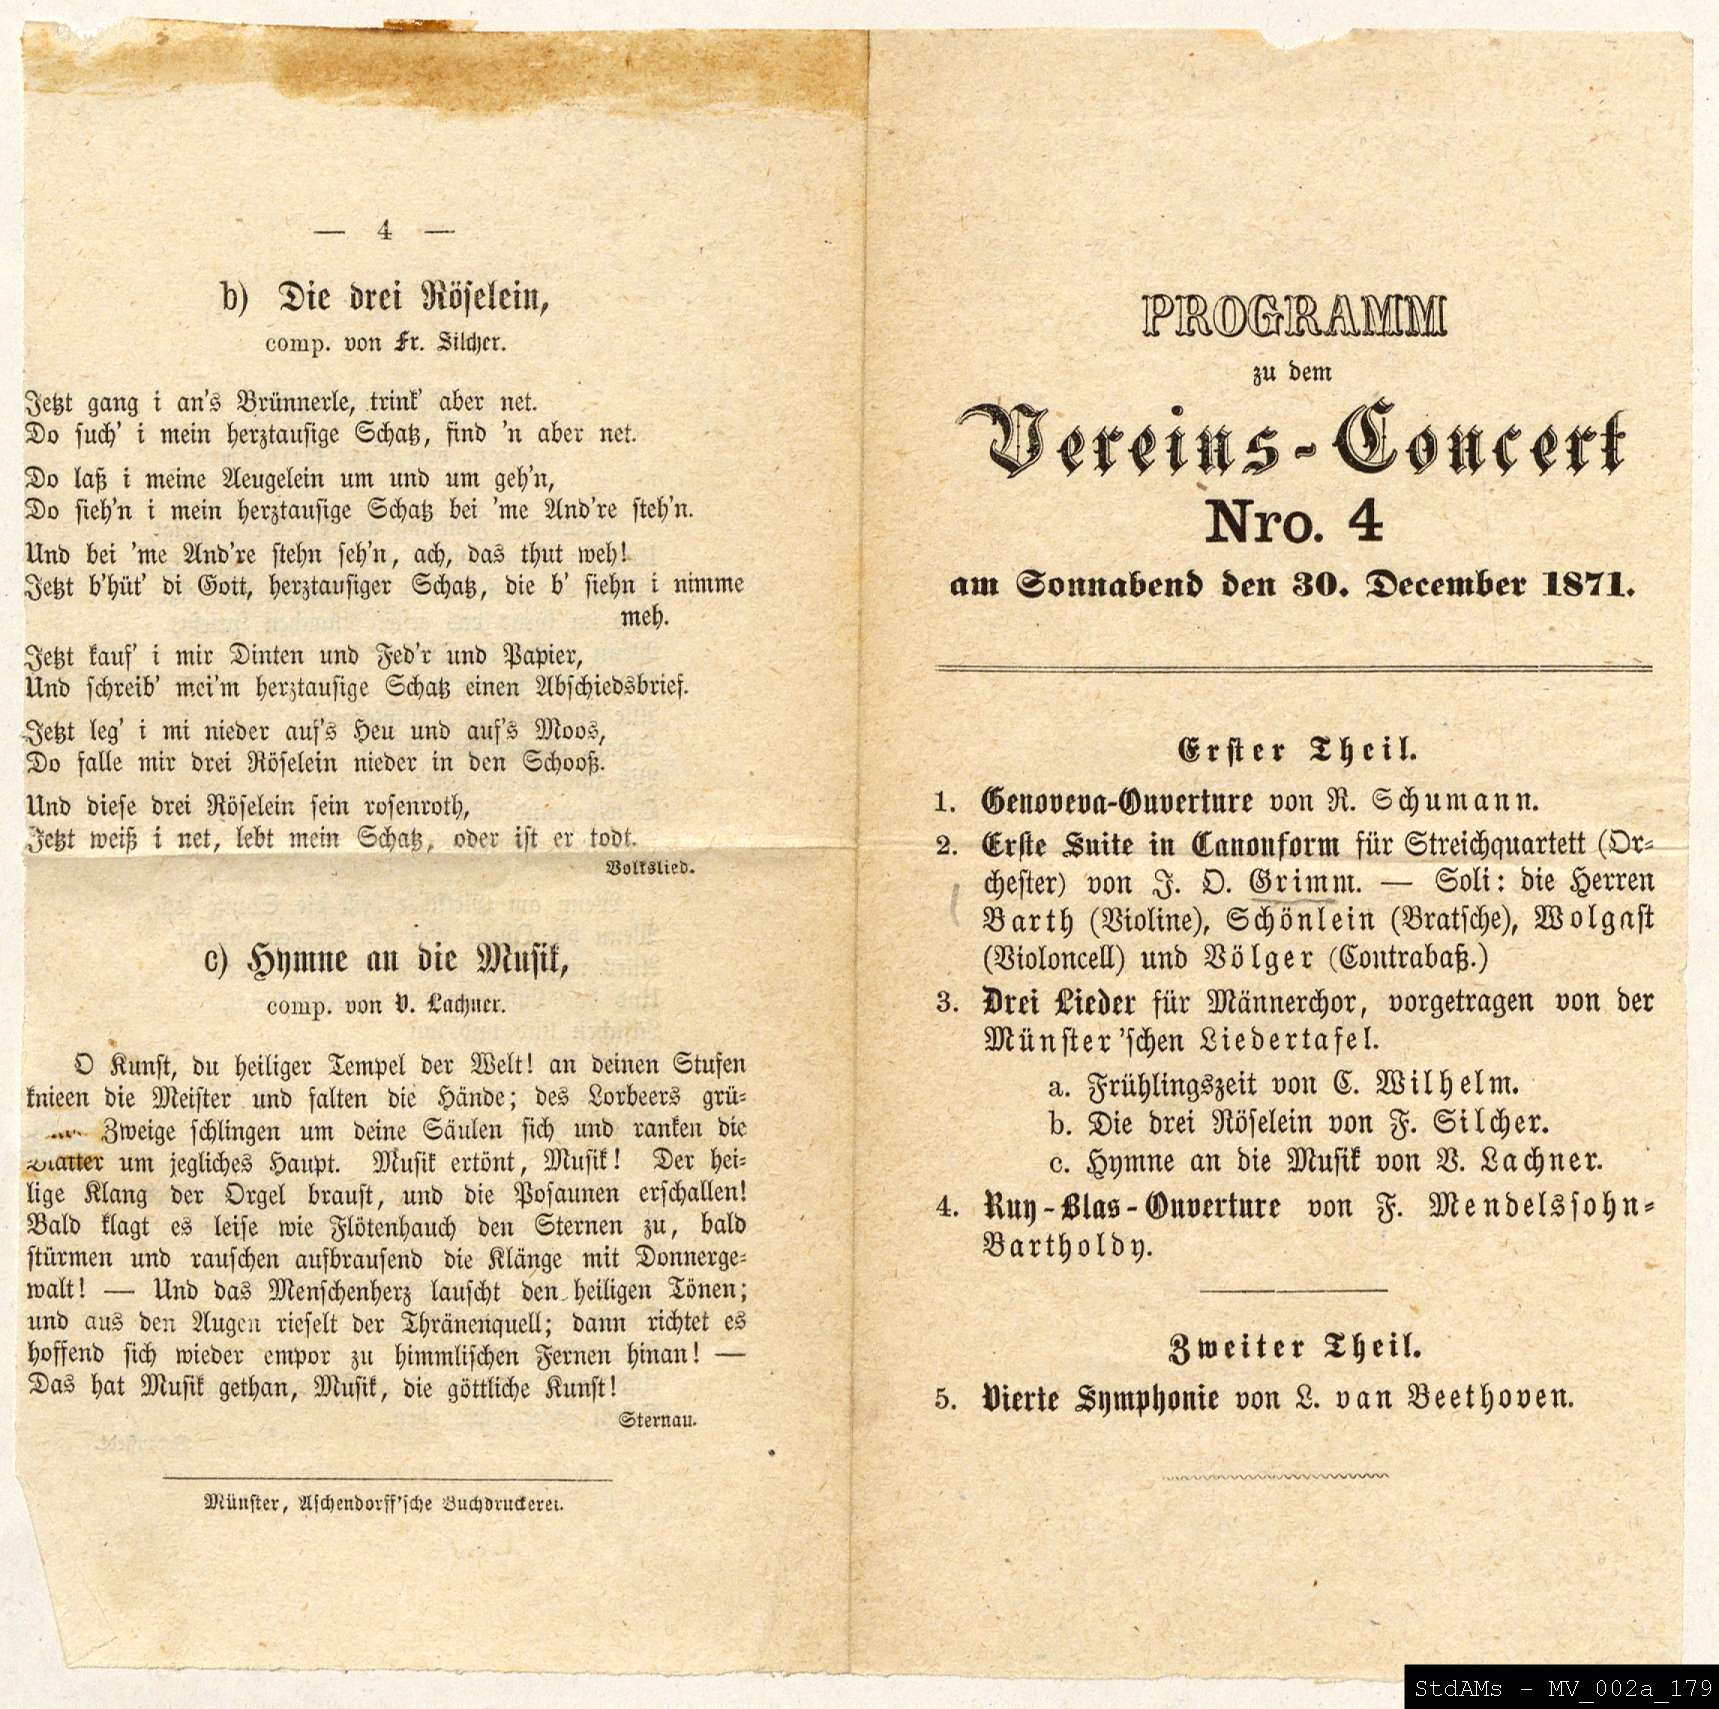 — 4 —
b) Die drei Röselein,
comp. von Fr. Silcher.
Jetzt gang i an's Brünnerle, trink' aber net.
Do such' i mein herztausige Schatz, find 'n aber net.
Do laß i meine Aeugelein um und um geh'n,
Do sieh'n i mein herztausige Schatz bei 'me And're steh'n.
Und bei 'me And're stehn seh'n, ach, das thut weh!
Jetzt b'hüt' di Gott, herztausiger Schatz, die b' siehn i nimme
meh.
Jetzt kauf' i mir Dinten und Fed'r und Papier,
Und schreib' mei'm herztausige Schatz einen Abschiedsbrief.
Jetzt leg' i mi nieder auf's Heu und auf's Moos,
Do falle mir drei Röselein nieder in den Schooß.
Und diese drei Röselein sein rosenroth,
Jetzt weiß i net, lebt mein Schatz, oder ist er todt.
Volkslied.
c) Hymne an die Musik,
comp. von V. Lachner.
O Kunst, du heiliger Tempel der Welt! an deinen Stufen
knieen die Meister und falten die Hände; des Lorbeers grü-
Zweige schlingen um deine Säulen sich und ranken die
Blätter um jegliches Haupt. Musik ertönt, Musik! Der hei-
lige Klang der Orgel braust, und die Posaunen erschallen!
Bald klagt es leise wie Flötenhauch den Sternen zu, bald
stürmen und rauschen aufbrausend die Klänge mit Donnerge-
walt! — Und das Menschenherz lauscht den heiligen Tönen;
und aus den Augen rieselt der Thränenquell; dann richtet es
hoffend sich wieder empor zu himmlischen Fernen hinan! —
Das hat Musik gethan, Musik, die göttliche Kunst!
Sternau.
Münster, Aschendorff'sche Buchdruckerei.
PROGRAMM
zu dem
Vereins-Concert
Nro. 4
am Sonnabend den 30. December 1871.
Erster Theil.
1. Genoveva-Ouverture von R. Schumann.
2. Erste Suite in Canonform für Streichquartett (Or-
chester) von J. O. Grimm. — Soli: die Herren
Barth (Violine), Schönlein (Bratsche), Wolgast
(Violoncell) und Völger (Contrabaß.)
3. Drei Lieder für Männerchor, vorgetragen von der
Münster'schen Liedertafel.
a. Frühlingszeit von C. Wilhelm.
b. Die drei Röselein von F. Silcher.
c. Hymne an die Musik von V. Lachner.
4. Ruy-Blas-Ouverture von F. Mendelssohn-
Bartholdy.
Zweiter Theil.
5. Vierte Symphonie von L. van Beethoven.
StdAMs - MV_002a_179